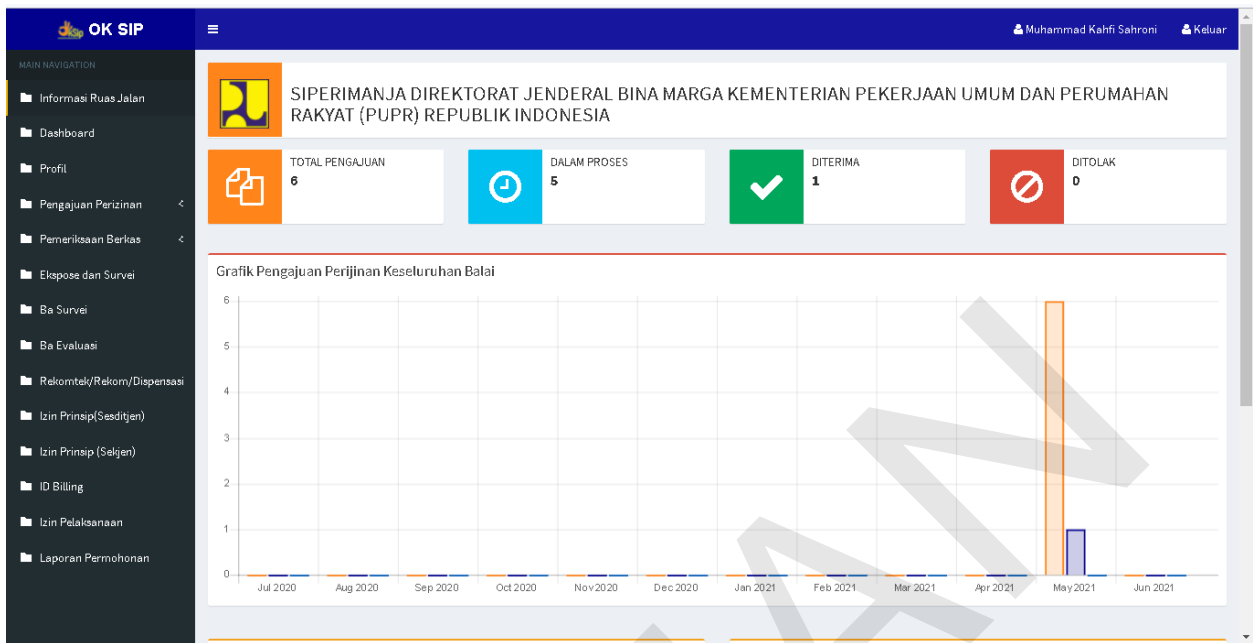 OK SIP
Muhammad Kahfi Sahroni
Keluar
MAIN NAVIGATION
Informasi Ruas Jalan
Dashboard
Profil
Pengajuan Perizinan
Pemeriksaan Berkas
Ekspose dan Survei
Ba Survei
Ba Evaluasi
Rekomtek/Rekom/Dispensasi
Izin Prinsip(Sesditjen)
Izin Prinsip (Sekjen)
ID Billing
Izin Pelaksanaan
Laporan Permohonan
SIPERIMANJA DIREKTORAT JENDERAL BINA MARGA KEMENTERIAN PEKERJAAN UMUM DAN PERUMAHAN
RAKYAT (PUPR) REPUBLIK INDONESIA
TOTAL PENGAJUAN
6
DALAM PROSES
5
DITERIMA
1
DITOLAK
0
Grafik Pengajuan Perijinan Keseluruhan Balai
6
5
4
3
2
1
0
Jul 2020 Aug 2020 Sep 2020 Oct 2020 Nov 2020 Dec 2020 Jan 2021 Feb 2021 Mar 2021 Apr 2021 May 2021 Jun 2021